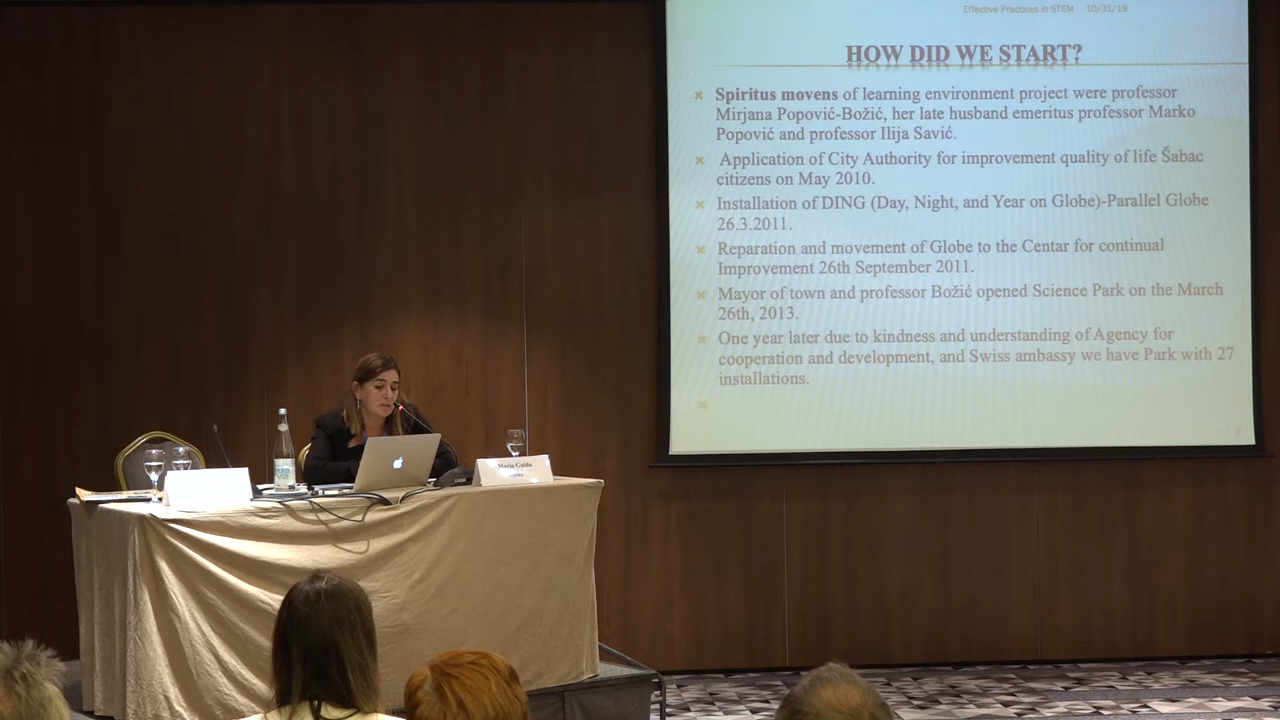 Effective Practices in STEM 10/31/19
HOW DID WE START?
Spiritus movens of learning environment project were professor
Mirjana Popović-Božić, her late husband emeritus professor Marko
Popović and professor Ilija Savić.
Application of City Authority for improvement quality of life Šabac
citizens on May 2010.
Installation of DING (Day, Night, and Year on Globe)-Parallel Globe
26.3.2011.
Reparation and movement of Globe to the Centar for continual
Improvement 26th September 2011.
Mayor of town and professor Božić opened Science Park on the March
26th, 2013.
One year later due to kindness and understanding of Agency for
cooperation and development, and Swiss ambassy we have Park with 27
installations.
Maria Guida